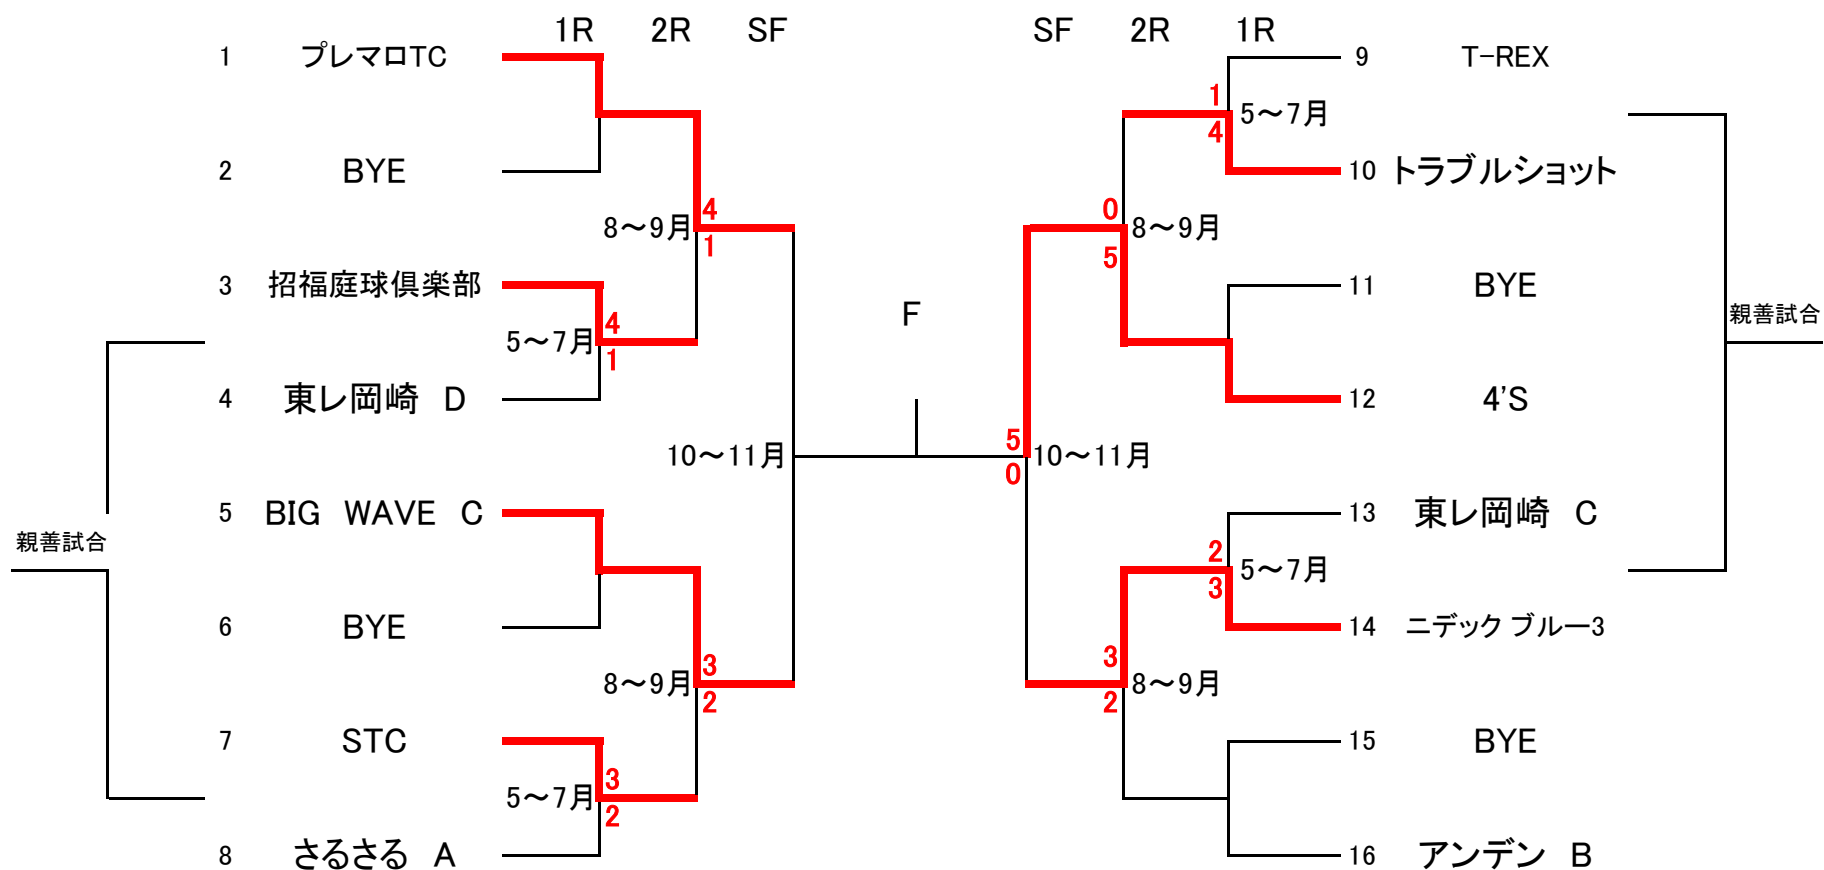 1R 2R SF SF 2R 1R
1 プレマロTC 9 T-REX
1
5～7月
4
2 BYE 10 トラブルショット
4 0
8～9月 8～9月
1 5
3 招福庭球倶楽部 11 BYE
F 親善試合
4
5～7月
1
4 東レ岡崎 D 12 4'S
5
10～11月 10～11月
0
5 BIG WAVE C 13 東レ岡崎 C
親善試合
2
5～7月
3
6 BYE 14 ニデック ブルー3
3 3
8～9月 8～9月
2 2
7 STC 15 BYE
3
5～7月
2
8 さるさる A 16 アンデン B